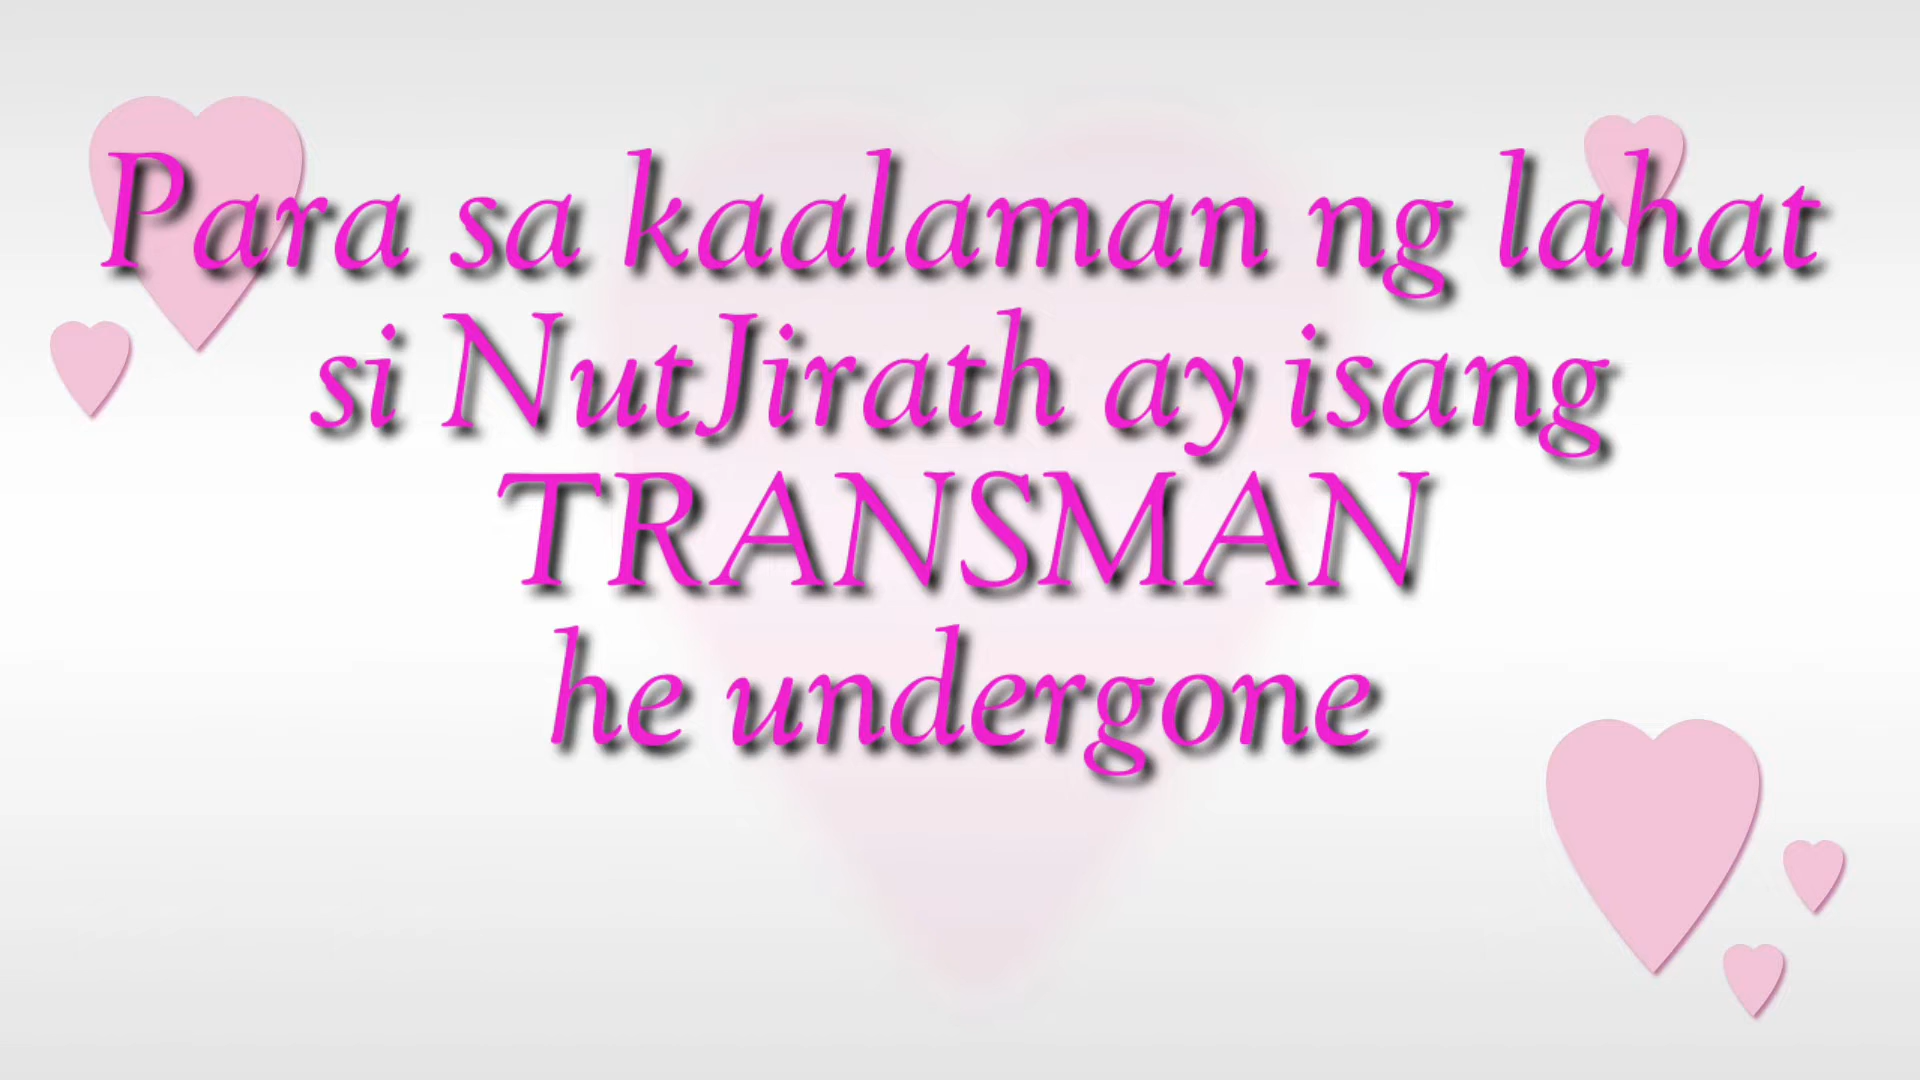 Para sa kaalaman ng lahat
si NutJirath ay isang
TRANSMAN
he undergone